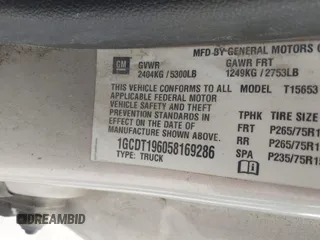 GM
MFD BY GENERAL MOTORS C
GVWR GAWR FRT
2404KG / 5300LB 1249KG / 2753LB
THIS VEHICLE CONFORMS TO ALL MODEL T15653
APPLICABLE FEDERAL MOTOR
VEHICLE SAFETY AND THEFT TPHK TIRE SIZE
PREVENTION STANDARDS IN FRT P265/75R1
EFFECT ON THE DATE OF RR P265/75R1
MANUFACTURE SHOWN ABOVE. SPA P235/75R1
1GCDT196058169286
TYPE: TRUCK
AUTOBIDMASTER